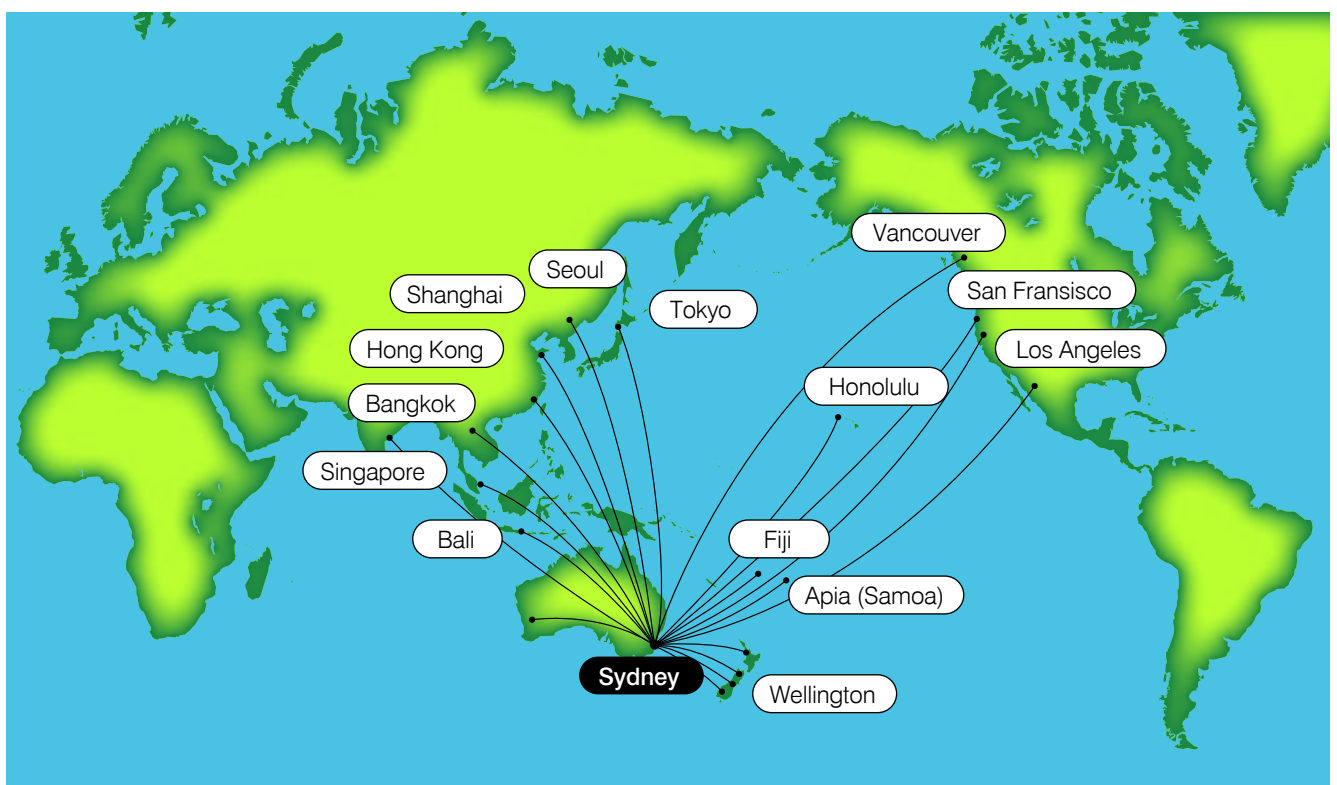 Vancouver
Seoul
San Fransisco
Shanghai
Tokyo
Hong Kong
Los Angeles
Honolulu
Bangkok
Singapore
Bali
Fiji
Apia (Samoa)
Sydney
Wellington